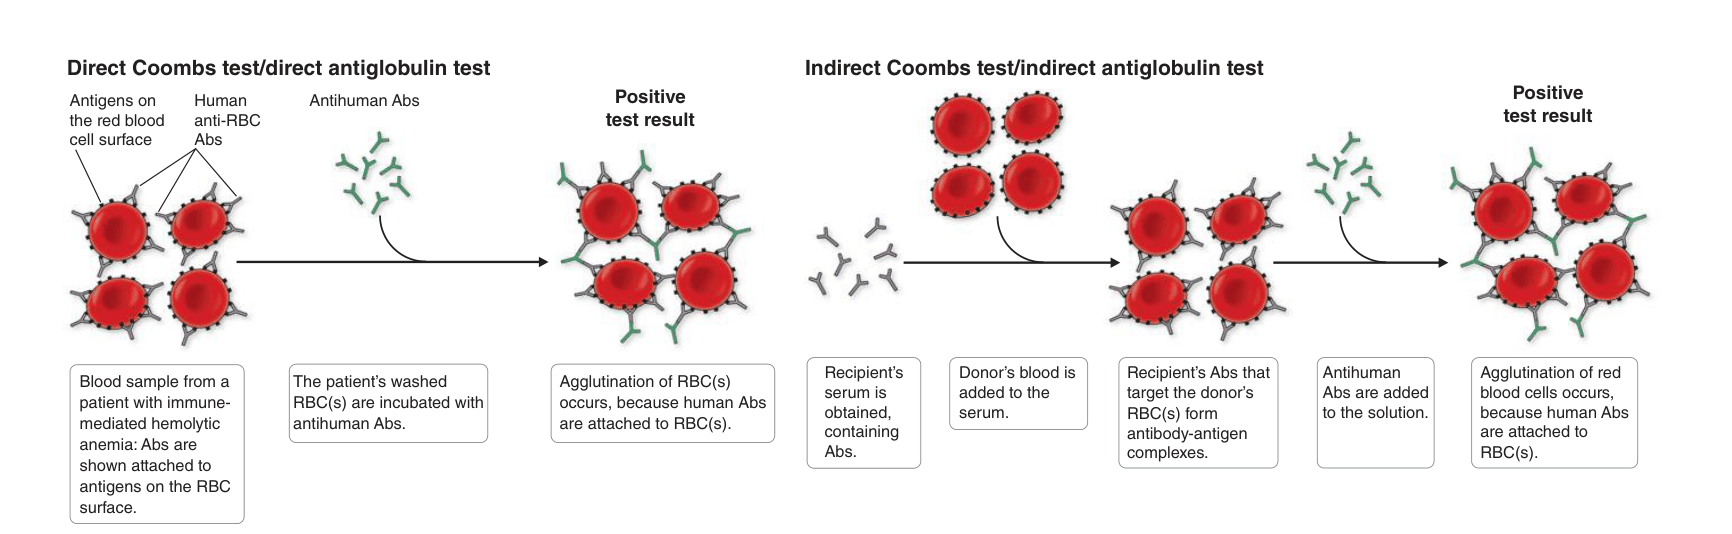 Direct Coombs test/direct antiglobulin test
Antigens on
the red blood
cell surface
Human
anti-RBC
Abs
Antihuman Abs
Positive
test result
Blood sample from a
patient with immune-
mediated hemolytic
anemia: Abs are
shown attached to
antigens on the RBC
surface.
The patient's washed
RBC(s) are incubated with
antihuman Abs.
Agglutination of RBC(s)
occurs, because human Abs
are attached to RBC(s).
Indirect Coombs test/indirect antiglobulin test
Positive
test result
Recipient's
serum is
obtained,
containing
Abs.
Donor's blood is
added to the
serum.
Recipient's Abs that
target the donor's
RBC(s) form
antibody-antigen
complexes.
Antihuman
Abs are added
to the solution.
Agglutination of red
blood cells occurs,
because human Abs
are attached to
RBC(s).